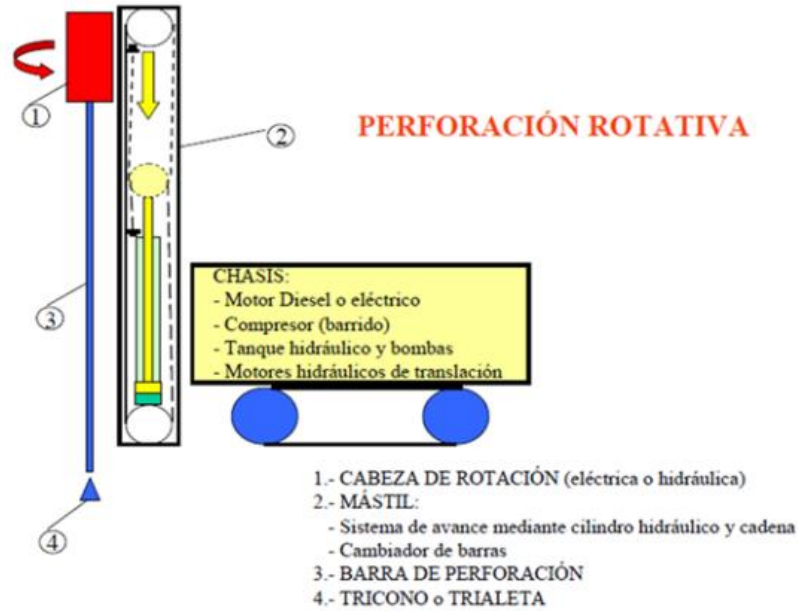 PERFORACIÓN ROTATIVA
1
2
3
4
CHASIS:
- Motor Diesel o eléctrico
- Compresor (barrido)
- Tanque hidráulico y bombas
- Motores hidráulicos de translación
1.- CABEZA DE ROTACIÓN (eléctrica o hidráulica)
2.- MÁSTIL:
- Sistema de avance mediante cilindro hidráulico y cadena
- Cambiador de barras
3.- BARRA DE PERFORACIÓN
4.- TRICONO o TRIALETA